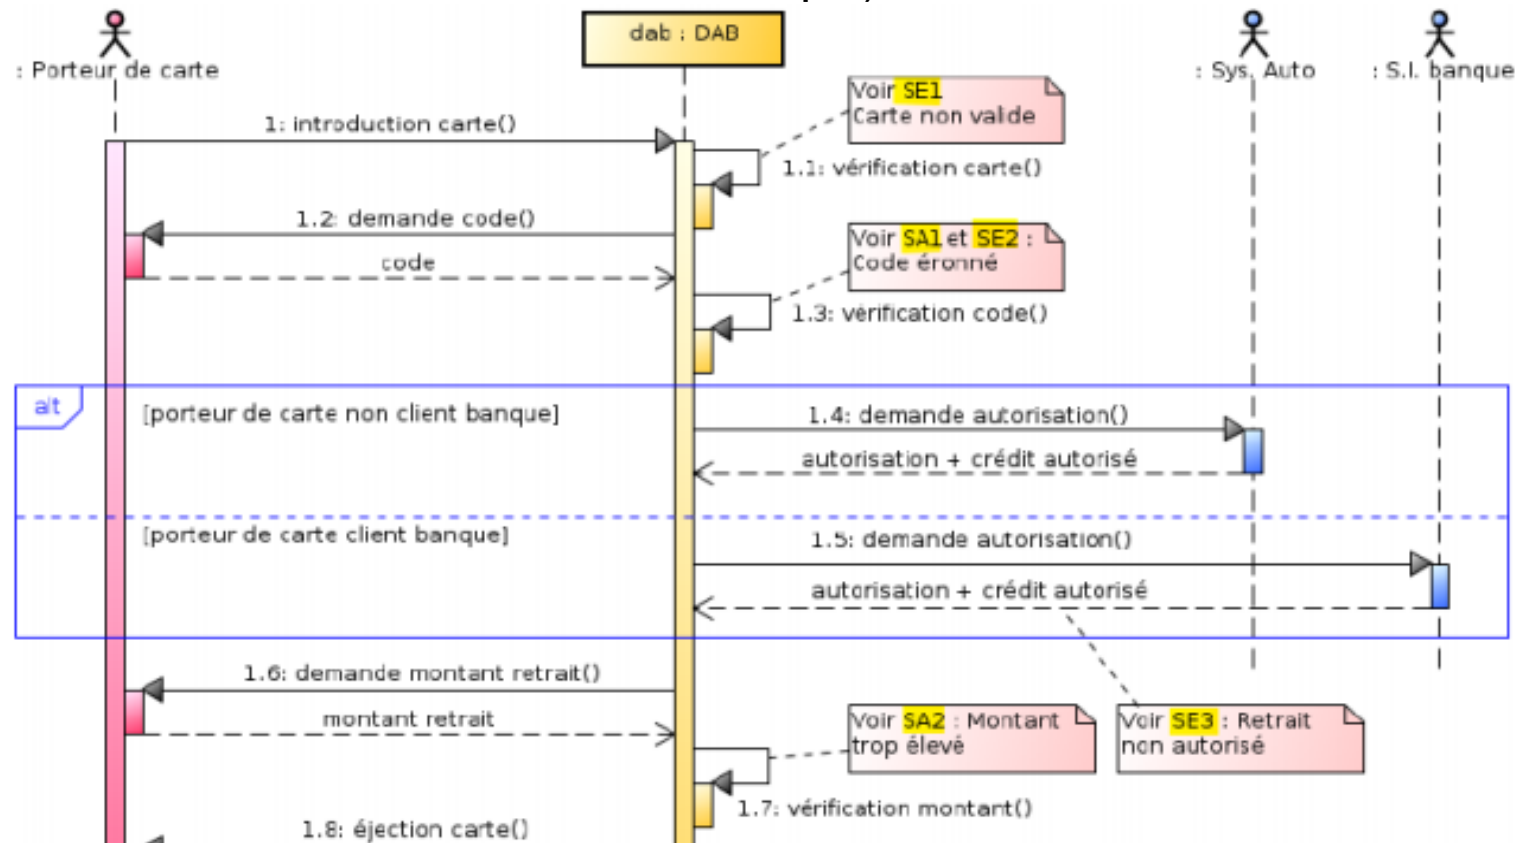 : Porteur de carte
dab : DAB
: Sys. Auto
: S.I. banque
Voir SE1
Carte non valide
1: introduction carte()
1.1: vérification carte()
1.2: demande code()
Voir SA1 et SE2 :
Code éronné
code
1.3: vérification code()
alt
[porteur de carte non client banque]
1.4: demande autorisation()
autorisation + crédit autorisé
[porteur de carte client banque]
1.5: demande autorisation()
autorisation + crédit autorisé
1.6: demande montant retrait()
montant retrait
Voir SA2 : Montant
trop élevé
Voir SE3 : Retrait
non autorisé
1.7: vérification montant()
1.8: éjection carte()